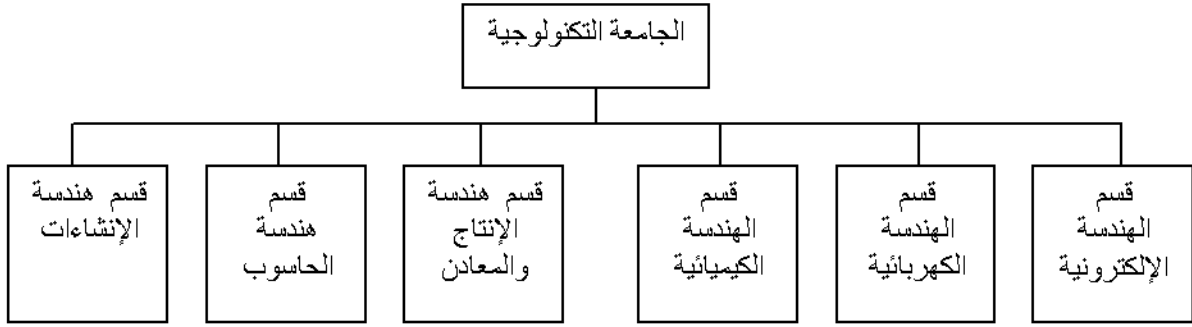 الجامعة التكنولوجية
قسم
الهندسة
الإلكترونية
قسم
الهندسة
الكهربائية
قسم
الهندسة
الكيميائية
قسم هندسة
الإنتاج
والمعادن
قسم
هندسة
الحاسوب
قسم هندسة
الإنشاءات